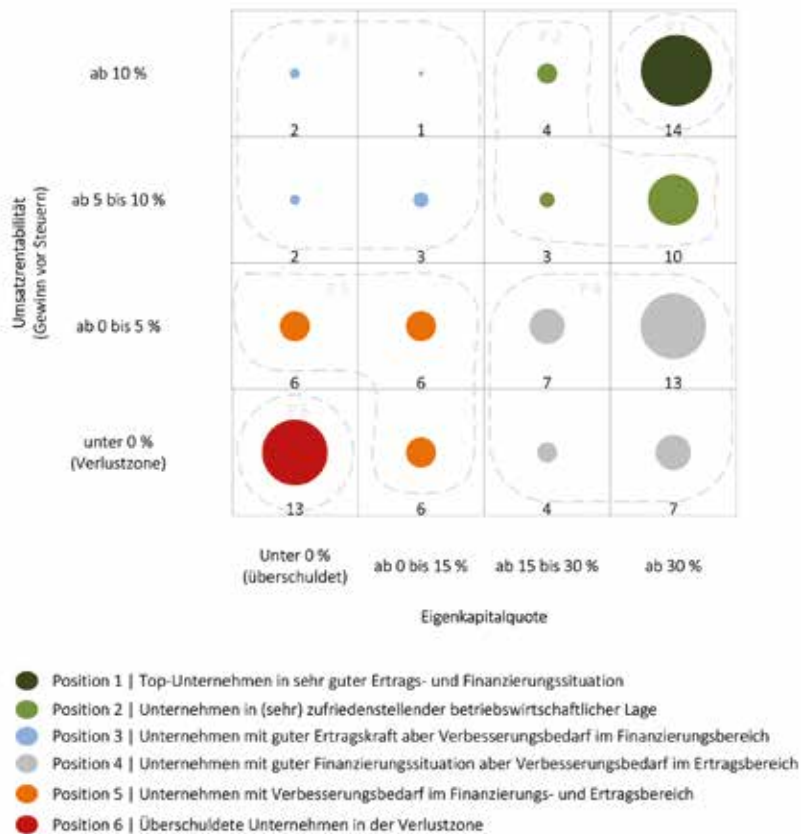 ab 10 %
2
1
4
14
ab 5 bis 10 %
2
3
3
10
Umsatzrentabilität
(Gewinn vor Steuern)
ab 0 bis 5 %
6
6
7
13
unter 0 %
(Verlustzone)
13
6
4
7
Unter 0 %
(überschuldet)
ab 0 bis 15 %
ab 15 bis 30 %
ab 30 %
Eigenkapitalquote
Position 1 | Top-Unternehmen in sehr guter Ertrags- und Finanzierungssituation
Position 2 | Unternehmen in (sehr) zufriedenstellender betriebswirtschaftlicher Lage
Position 3 | Unternehmen mit guter Ertragskraft aber Verbesserungsbedarf im Finanzierungsbereich
Position 4 | Unternehmen mit guter Finanzierungssituation aber Verbesserungsbedarf im Ertragsbereich
Position 5 | Unternehmen mit Verbesserungsbedarf im Finanzierungs- und Ertragsbereich
Position 6 | Überschuldete Unternehmen in der Verlustzone